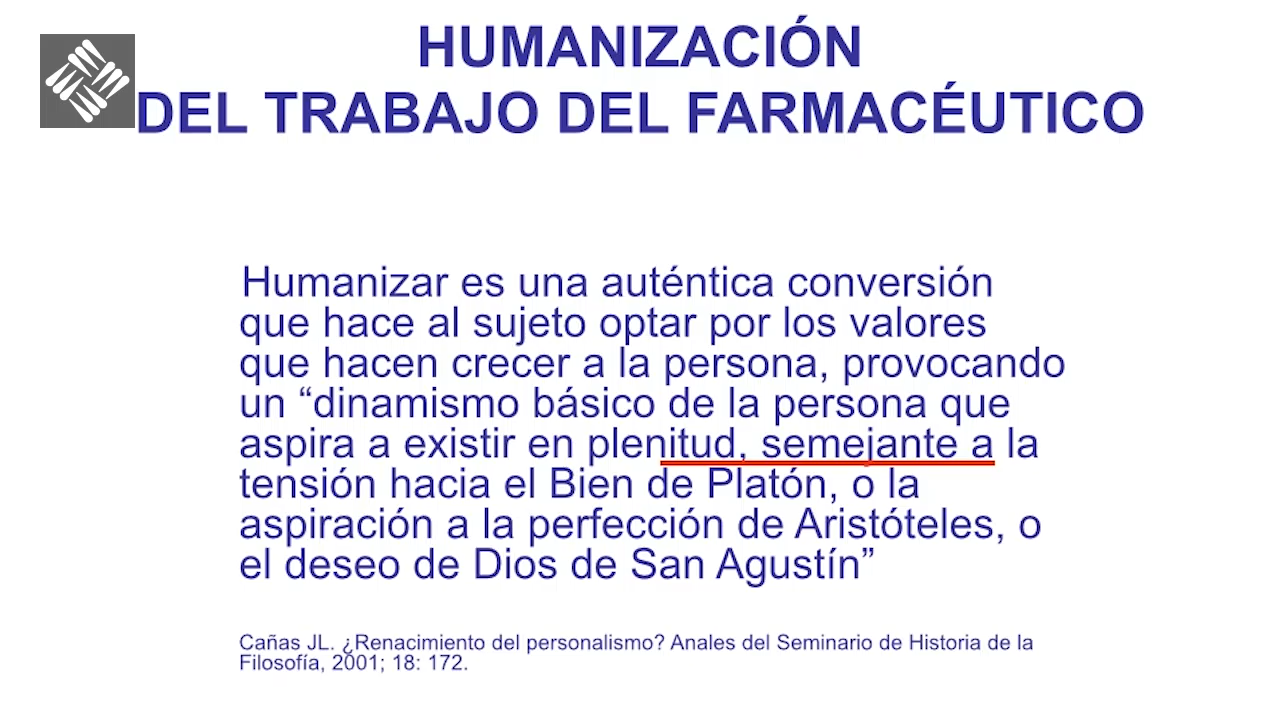 HUMANIZACIÓN
DEL TRABAJO DEL FARMACÉUTICO
Humanizar es una auténtica conversión
que hace al sujeto optar por los valores
que hacen crecer a la persona, provocando
un “dinamismo básico de la persona que
aspira a existir en plenitud, semejante a la
tensión hacia el Bien de Platón, o la
aspiración a la perfección de Aristóteles, o
el deseo de Dios de San Agustín”
Cañas JL. ¿Renacimiento del personalismo? Anales del Seminario de Historia de la
Filosofía, 2001; 18: 172.